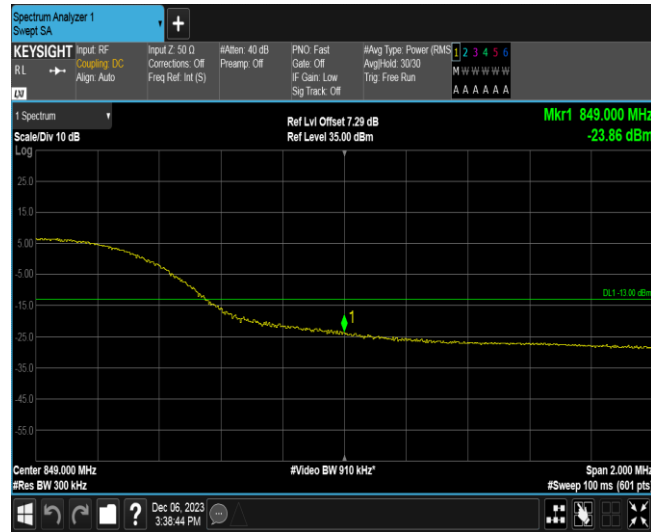 Spectrum Analyzer 1
Swept SA
+
KEYSIGHT Input: RF Input Z: 50 Ω #Atten: 40 dB PNO: Fast #Avg Type: Power (RMS 1 2 3 4 5 6
RL Coupling: DC Corrections: Off Preamp: Off Gate: Off Avg|Hold: 30/30 M W W W W W
Align: Auto Freq Ref: Int (S) IF Gain: Low Trig: Free Run
LXI Sig Track: Off A A A A A A
1 Spectrum Ref Lvl Offset 7.29 dB Mkr1 849.000 MHz
Scale/Div 10 dB Ref Level 35.00 dBm -23.86 dBm
Log
25.0
15.0
5.00
-5.00
DL1 -13.00 dBm
-15.0
1
-25.0
-35.0
-45.0
-55.0
Center 849.000 MHz #Video BW 910 kHz* Span 2.000 MHz
#Res BW 300 kHz #Sweep 100 ms (601 pts)
? Dec 06, 2023
3:38:44 PM